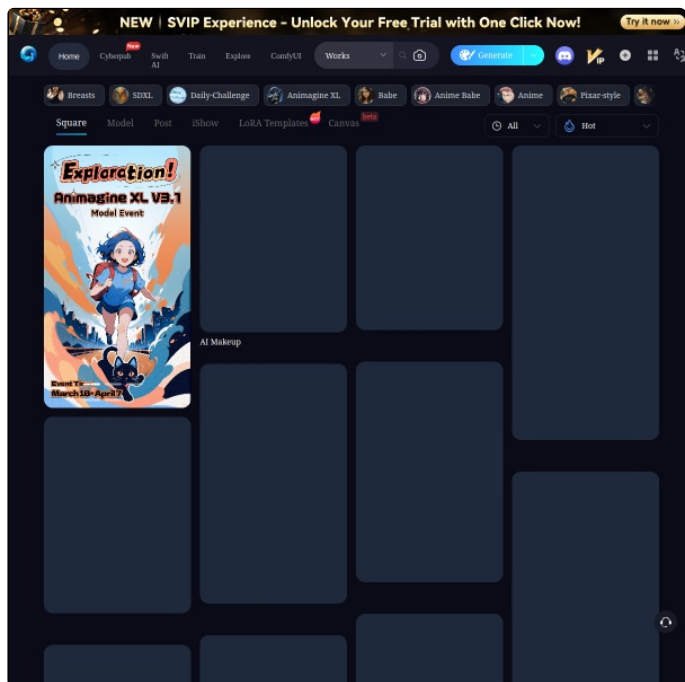 NEW | SVIP Experience - Unlock Your Free Trial with One Click Now!
Try it now »
Home
Cyberpub
New
Swift
AI
Train
Explore
ComfyUI
Works
Generate
VIP
Breasts
SDXL
Daily-Challenge
Animagine XL
Babe
Anime Babe
Anime
Pixar-style
Square
Model
Post
iShow
LoRA Templates
Canvas
beta
All
Hot
Exploration!
Animagine XL V3.1
Model Event
March 18-April 7
AI Makeup